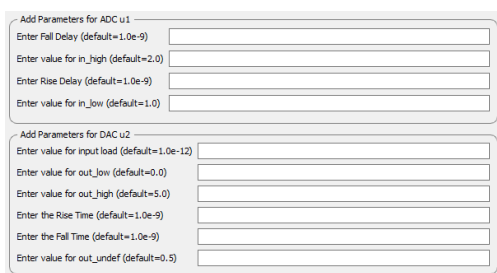 Add Parameters for ADC u1
Enter Fall Delay (default=1.0e-9)
Enter value for in_high (default=2.0)
Enter Rise Delay (default=1.0e-9)
Enter value for in_low (default=1.0)
Add Parameters for DAC u2
Enter value for input load (default=1.0e-12)
Enter value for out_low (default=0.0)
Enter value for out_high (default=5.0)
Enter the Rise Time (default=1.0e-9)
Enter the Fall Time (default=1.0e-9)
Enter value for out_undef (default=0.5)